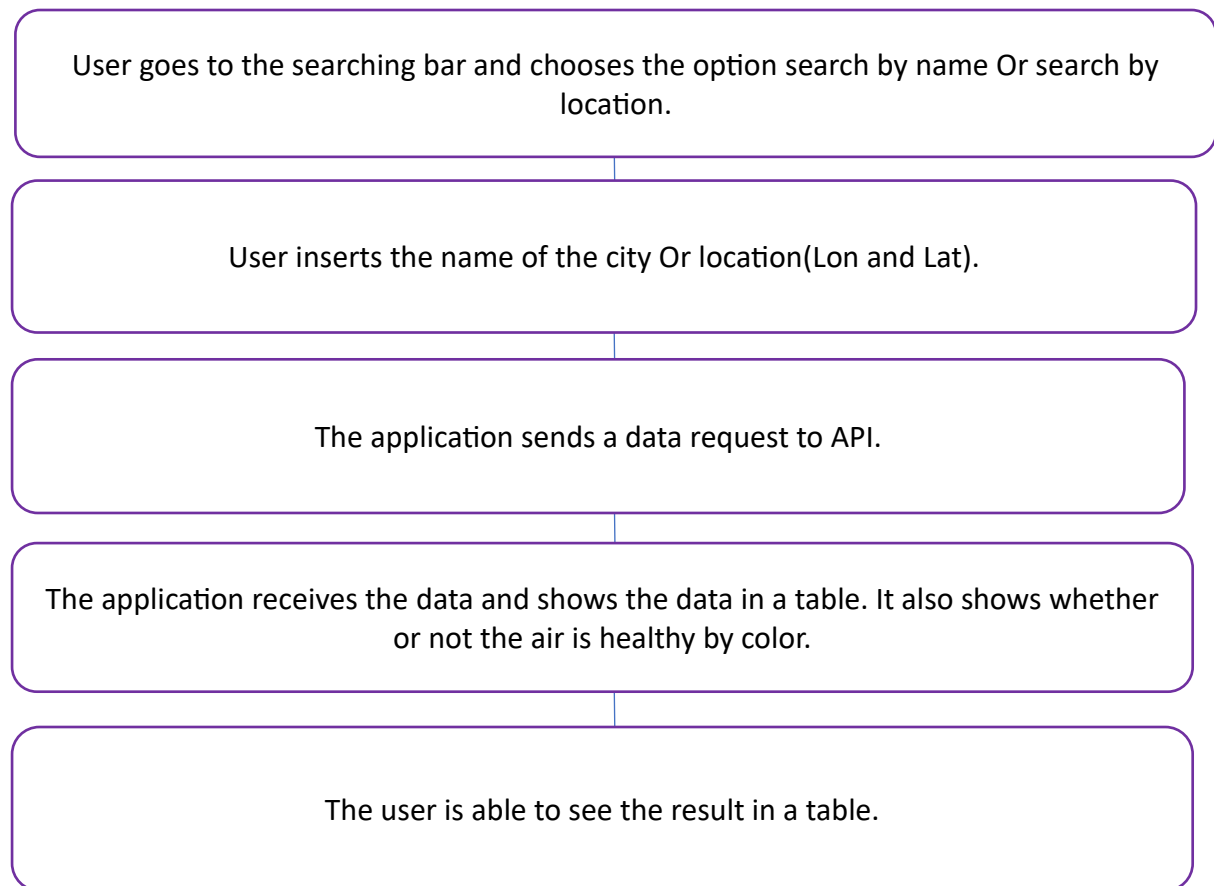 User goes to the searching bar and chooses the option search by name Or search by
location.
User inserts the name of the city Or location(Lon and Lat).
The application sends a data request to API.
The application receives the data and shows the data in a table. It also shows whether
or not the air is healthy by color.
The user is able to see the result in a table.